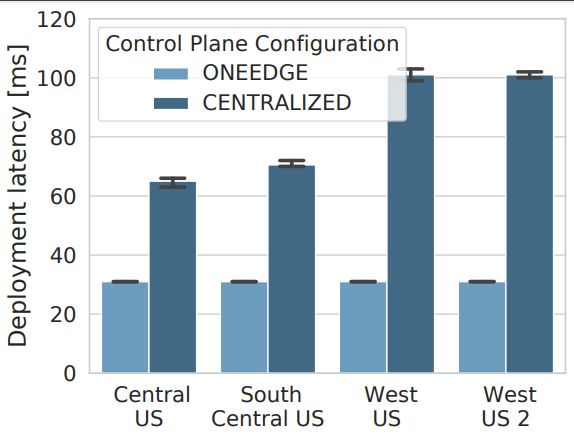 Deployment latency [ms]
120
100
80
60
40
20
0
Control Plane Configuration
ONEEDGE
CENTRALIZED
Central
US
South
Central US
West
US
West
US 2